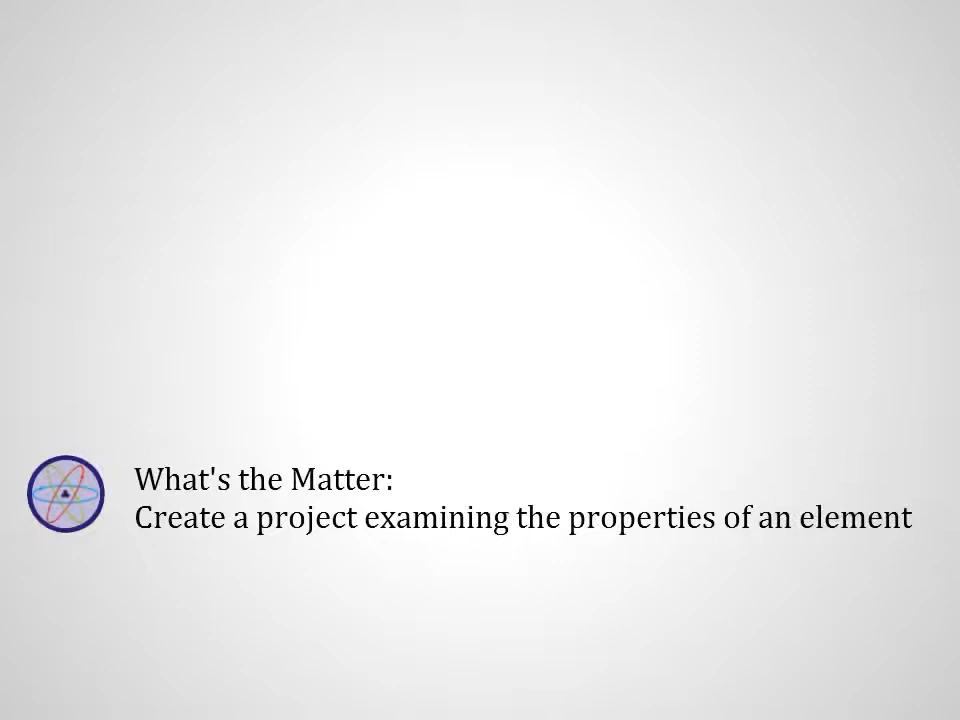 What's the Matter:
Create a project examining the properties of an element